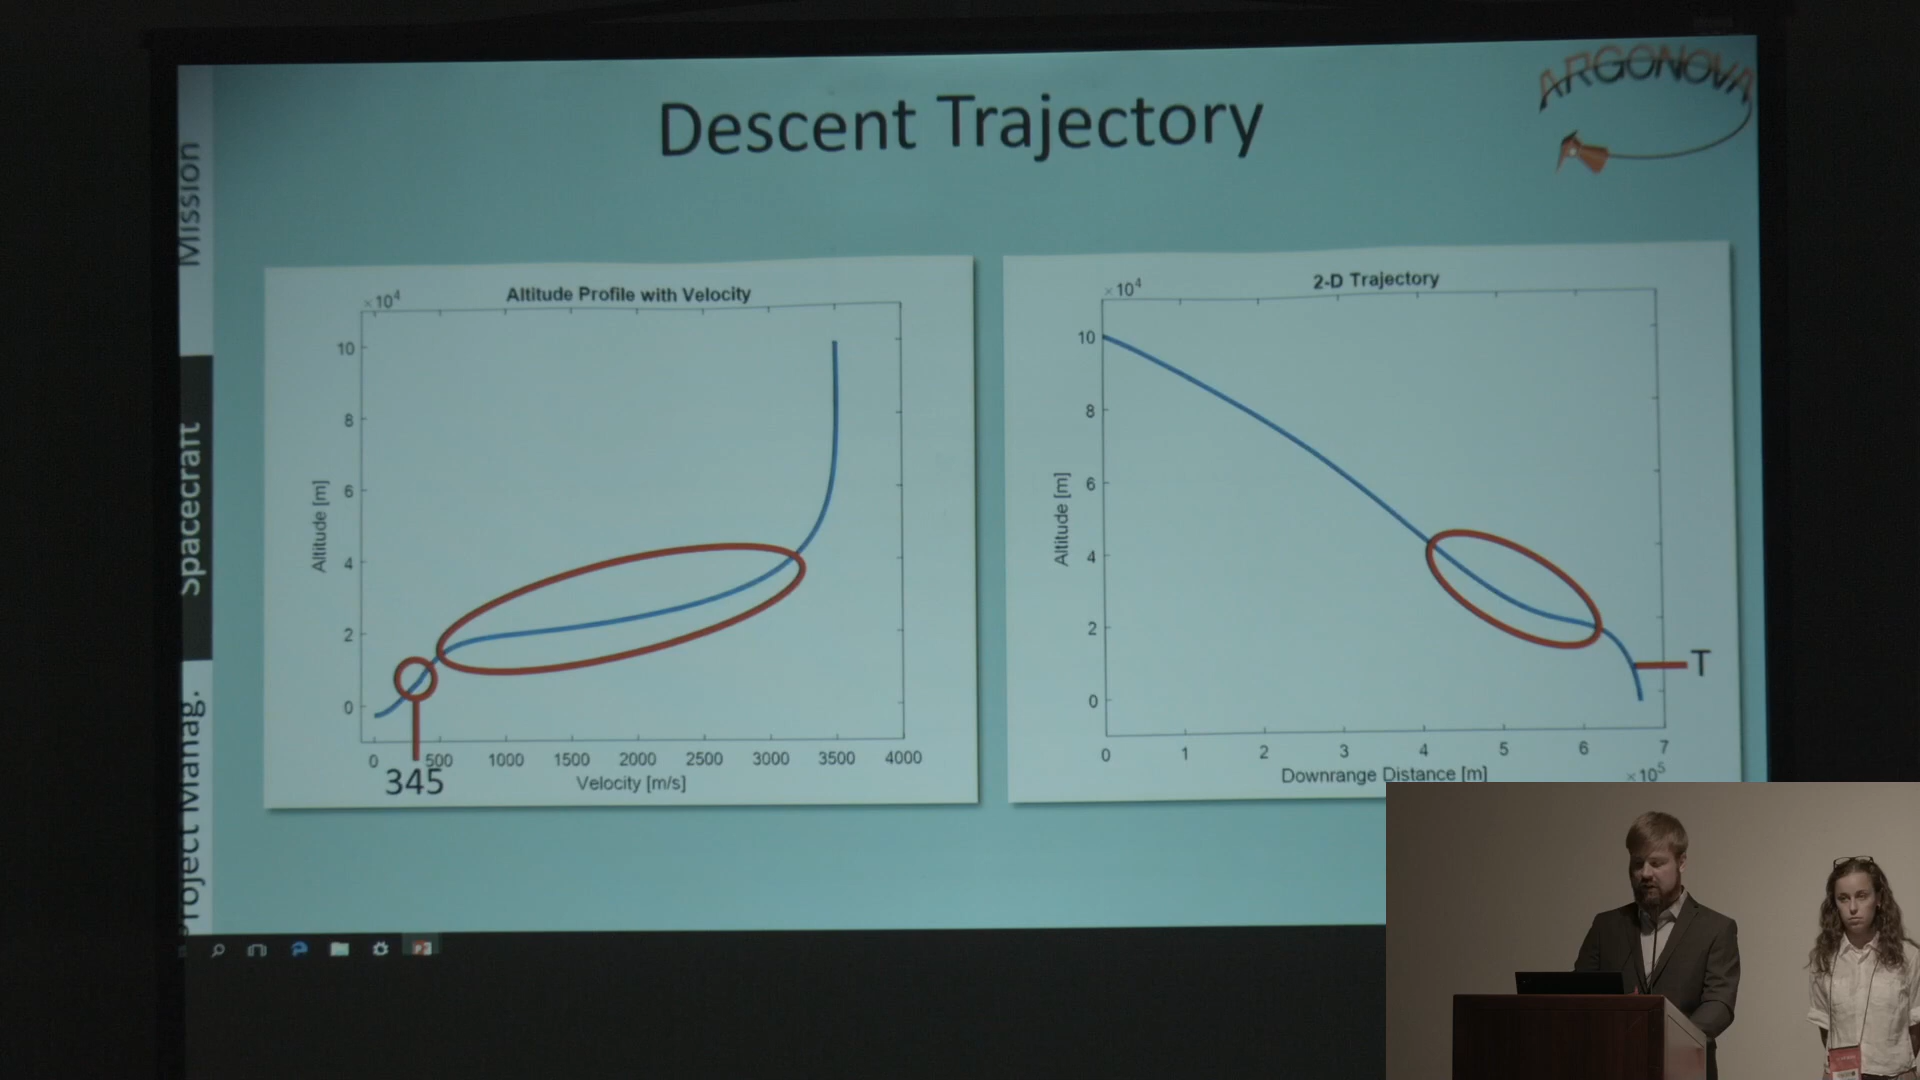 Descent Trajectory
ARGONOVA
Mission
Spacecraft
Project Manag.
Altitude Profile with Velocity
×10⁴
10
8
6
4
2
0
Altitude [m]
0 500 1000 1500 2000 2500 3000 3500 4000
Velocity [m/s]
345
2-D Trajectory
×10⁴
10
8
6
4
2
0
Altitude [m]
T
0 1 2 3 4 5 6 7
Downrange Distance [m]
×10⁵